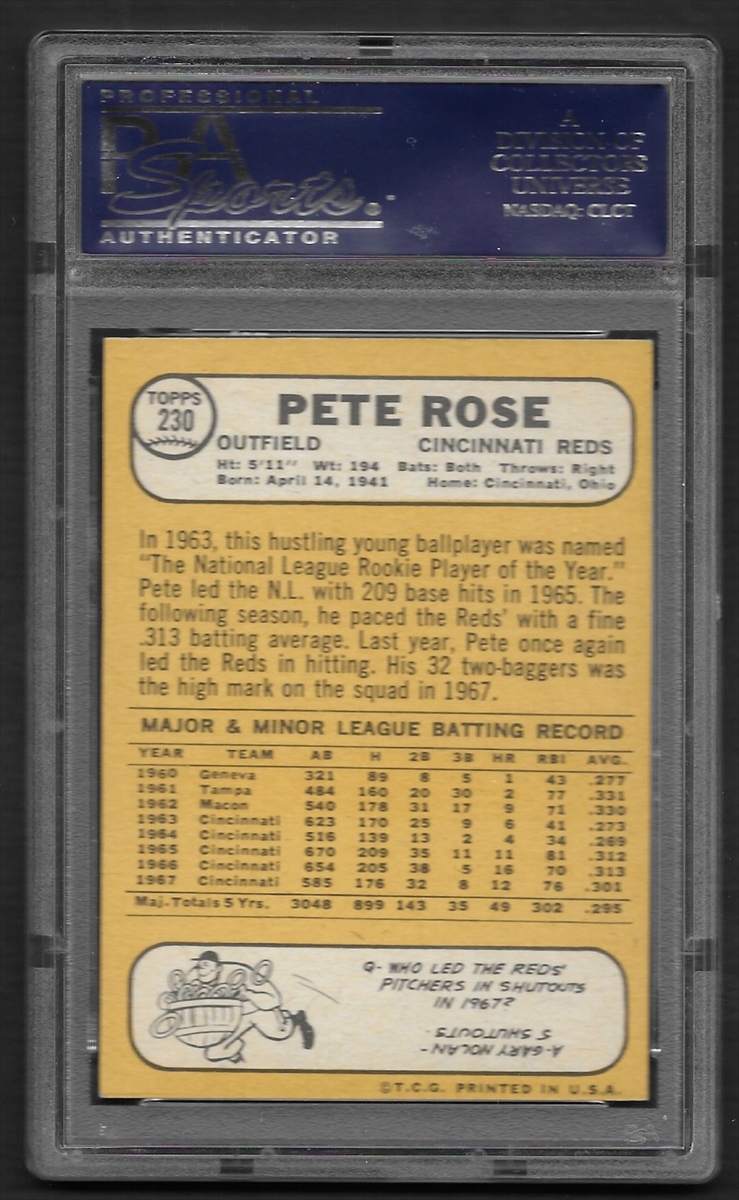 PROFESSIONAL
PSA
Sports
AUTHENTICATOR
A
DIVISION OF
COLLECTORS
UNIVERSE
NASDAQ: CLCT
TOPPS
230
PETE ROSE
OUTFIELD CINCINNATI REDS
Ht: 5'11" Wt: 194 Bats: Both Throws: Right
Born: April 14, 1941 Home: Cincinnati, Ohio
In 1963, this hustling young ballplayer was named
"The National League Rookie Player of the Year."
Pete led the N.L. with 209 base hits in 1965. The
following season, he paced the Reds' with a fine
.313 batting average. Last year, Pete once again
led the Reds in hitting. His 32 two-baggers was
the high mark on the squad in 1967.
MAJOR & MINOR LEAGUE BATTING RECORD
YEAR TEAM AB H 2B 3B HR RBI AVG.
1960 Geneva 321 89 8 5 1 43 .277
1961 Tampa 484 160 20 30 2 77 .331
1962 Macon 540 178 31 17 9 71 .330
1963 Cincinnati 623 170 25 9 6 41 .273
1964 Cincinnati 516 139 13 2 4 34 .269
1965 Cincinnati 670 209 35 11 11 81 .312
1966 Cincinnati 654 205 38 5 16 70 .313
1967 Cincinnati 585 176 32 8 12 76 .301
Maj.-Totals 5 Yrs. 3048 899 143 35 49 302 .295
Q- WHO LED THE REDS'
PITCHERS IN SHUTOUTS
IN 1967?
A-GARY NOLAN-
5 SHUTOUTS.
©T.C.G. PRINTED IN U.S.A.